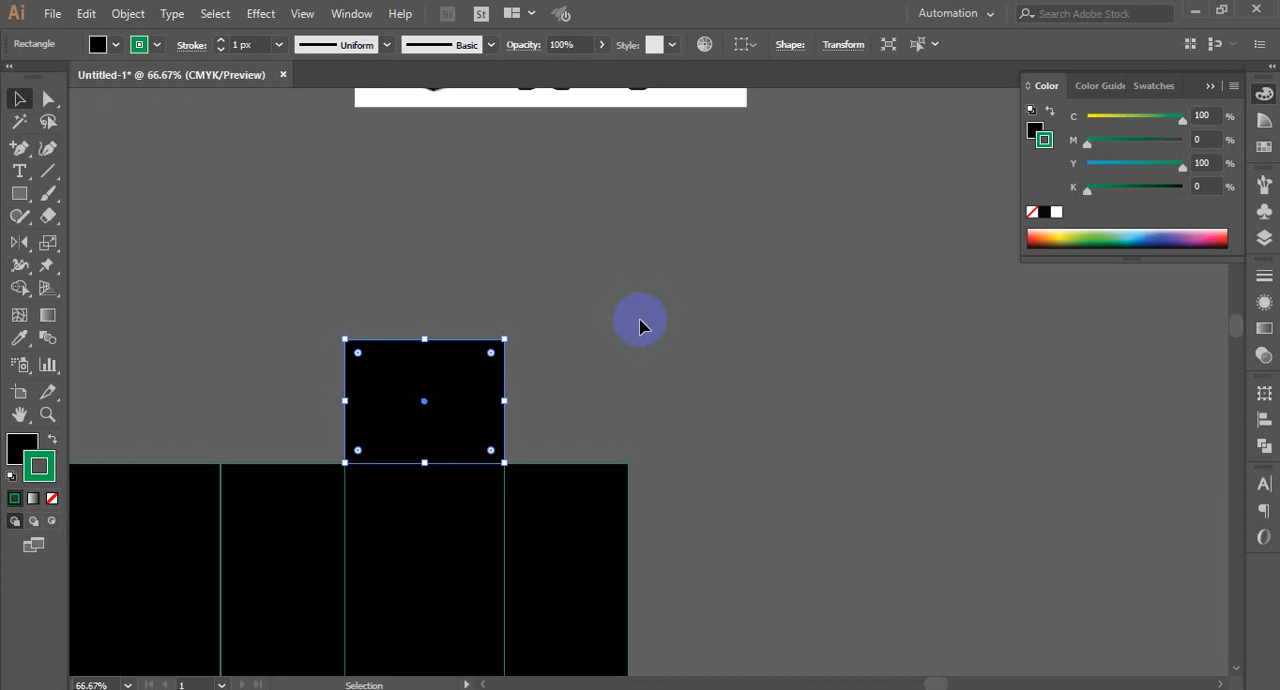 Ai File Edit Object Type Select Effect View Window Help Br St Automation Search Adobe Stock
Rectangle Stroke: 1 px Uniform Basic Opacity: 100% Style: Shape: Transform
Untitled-1* @ 66.67% (CMYK/Preview)
Color Color Guide Swatches
C 100 %
M 0 %
Y 100 %
K 0 %
66.67% 1 Selection